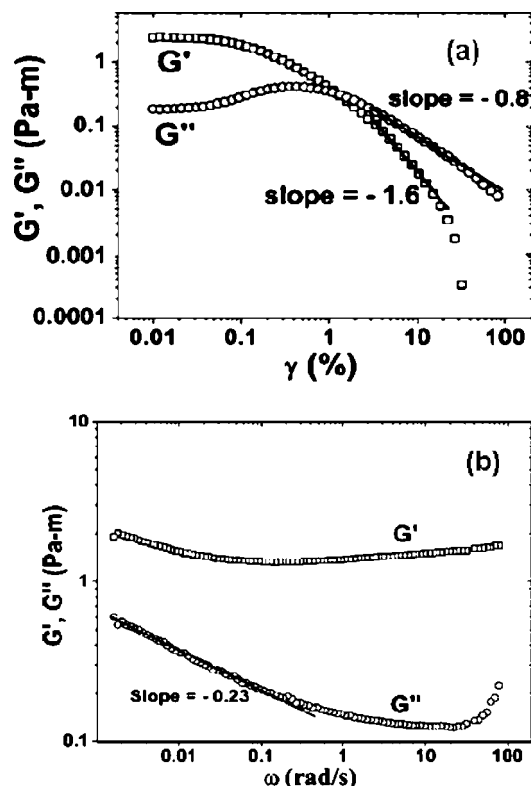 (a)
G'
G"
slope = - 0.8
slope = - 1.6
G', G" (Pa-m)
1
0.1
0.01
0.001
0.0001
0.01 0.1 1 10 100
γ (%)
(b)
G'
G"
Slope = - 0.23
G', G" (Pa-m)
10
1
0.1
0.01 0.1 1 10 100
ω (rad/s)